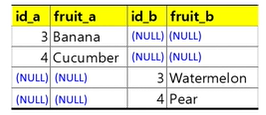 id_a fruit_a id_b fruit_b
3 Banana (NULL) (NULL)
4 Cucumber (NULL) (NULL)
(NULL) (NULL) 3 Watermelon
(NULL) (NULL) 4 Pear